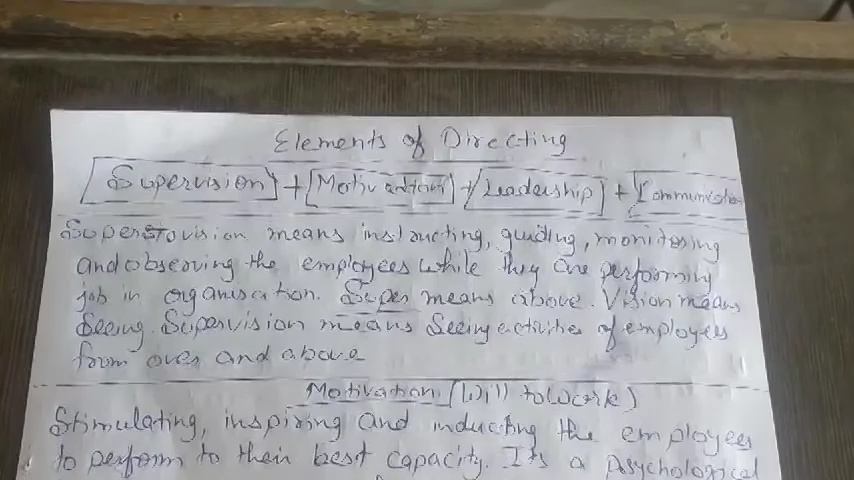 Elements of Directing
[Supervision] + [Motivation] + [Leadership] + [Communication
Supervision means instructing, guiding, monitoring
and observing the employees while they are performing
job in organisation. Super means above. Vision means
Seeing. Supervision means Seeing activities of employees
from over and above
Motivation (Will to work)
Stimulating, inspiring and inducting the employees
to perform to their best capacity. Its a psychological